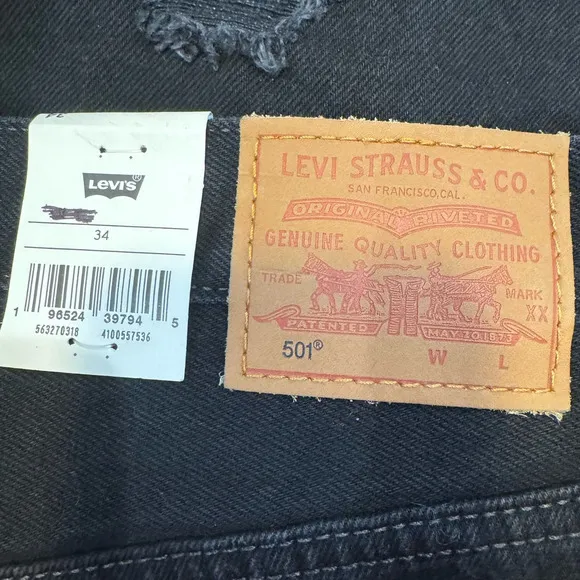 34
LEVI'S®
34
1 96524 39794 5
563270318 4100557536
LEVI STRAUSS & CO.
SAN FRANCISCO, CAL.
ORIGINAL RIVETED
GENUINE QUALITY CLOTHING
TRADE MARK
XX
PATENTED MAY.20.1873
501® W L